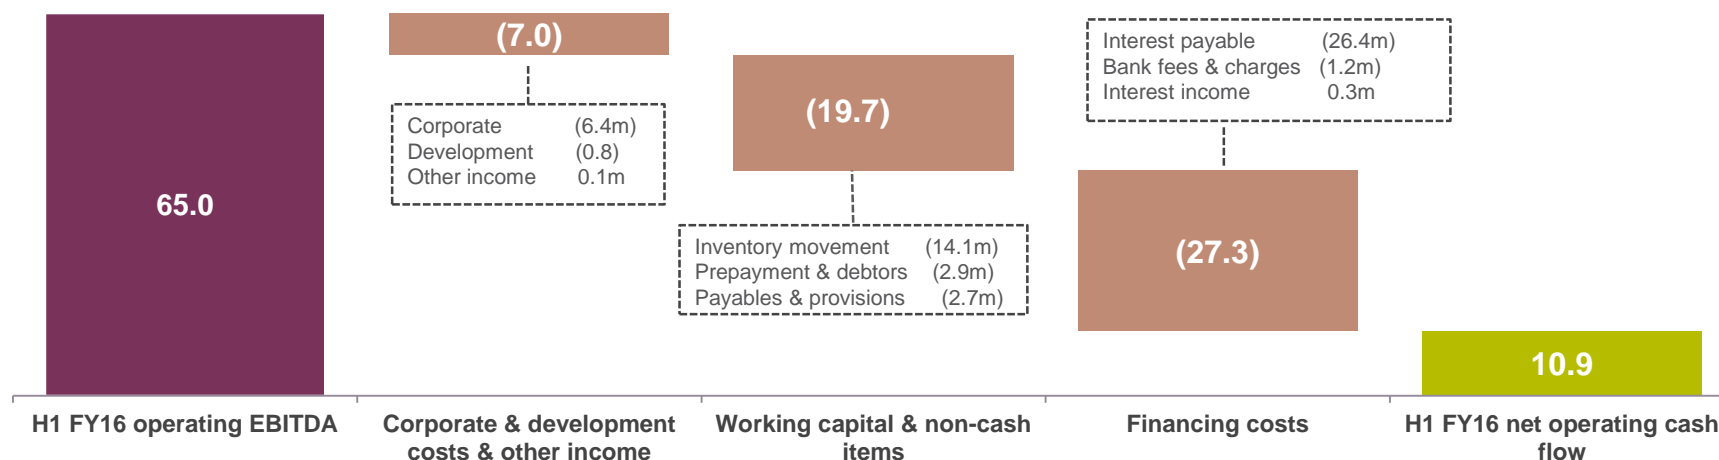 65.0
(7.0)
Corporate (6.4m)
Development (0.8)
Other income 0.1m
(19.7)
Inventory movement (14.1m)
Prepayment & debtors (2.9m)
Payables & provisions (2.7m)
Interest payable (26.4m)
Bank fees & charges (1.2m)
Interest income 0.3m
(27.3)
10.9
H1 FY16 operating EBITDA
Corporate & development
costs & other income
Working capital & non-cash
items
Financing costs
H1 FY16 net operating cash
flow